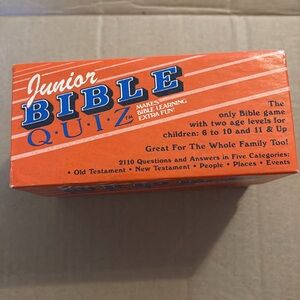 Junior
BIBLE
Q·U·I·Z™
MAKES
BIBLE LEARNING
EXTRA FUN!
The
only Bible game
with two age levels for
children: 6 to 10 and 11 & Up
Great For The Whole Family Too!
2110 Questions and Answers in Five Categories:
• Old Testament • New Testament • People • Places • Events